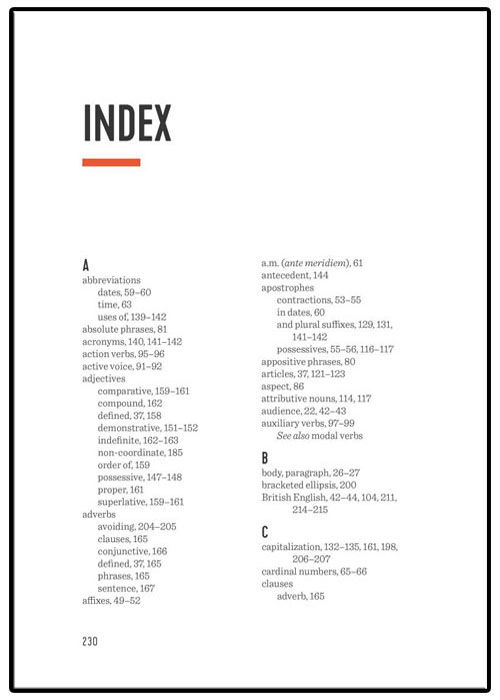 INDEX
A
abbreviations
dates, 59–60
time, 63
uses of, 139–142
absolute phrases, 81
acronyms, 140, 141–142
action verbs, 95–96
active voice, 91–92
adjectives
comparative, 159–161
compound, 162
defined, 37, 158
demonstrative, 151–152
indefinite, 162–163
non-coordinate, 185
order of, 159
possessive, 147–148
proper, 161
superlative, 159–161
adverbs
avoiding, 204–205
clauses, 165
conjunctive, 166
defined, 37, 165
phrases, 165
sentence, 167
affixes, 49–52
a.m. (ante meridiem), 61
antecedent, 144
apostrophes
contractions, 53–55
in dates, 60
and plural suffixes, 129, 131,
141–142
possessives, 55–56, 116–117
appositive phrases, 80
articles, 37, 121–123
aspect, 86
attributive nouns, 114, 117
audience, 22, 42–43
auxiliary verbs, 97–99
See also modal verbs
B
body, paragraph, 26–27
bracketed ellipsis, 200
British English, 42–44, 104, 211,
214–215
C
capitalization, 132–135, 161, 198,
206–207
cardinal numbers, 65–66
clauses
adverb, 165
230